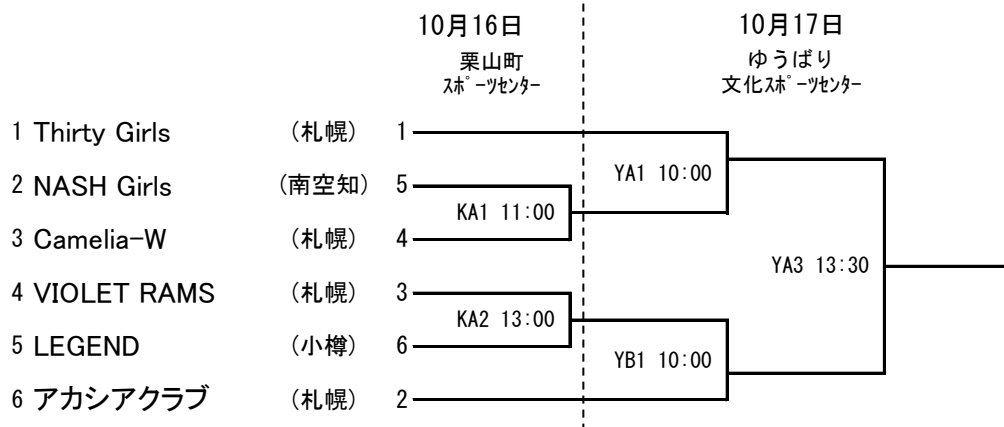 10月16日 10月17日
栗山町 ゆうばり
ｽﾎﾟｰﾂｾﾝﾀｰ 文化ｽﾎﾟｰﾂｾﾝﾀｰ
1 Thirty Girls (札幌) 1
YA1 10:00
2 NASH Girls (南空知) 5
KA1 11:00
3 Camelia-W (札幌) 4
YA3 13:30
4 VIOLET RAMS (札幌) 3
KA2 13:00
5 LEGEND (小樽) 6
YB1 10:00
6 アカシアクラブ (札幌) 2